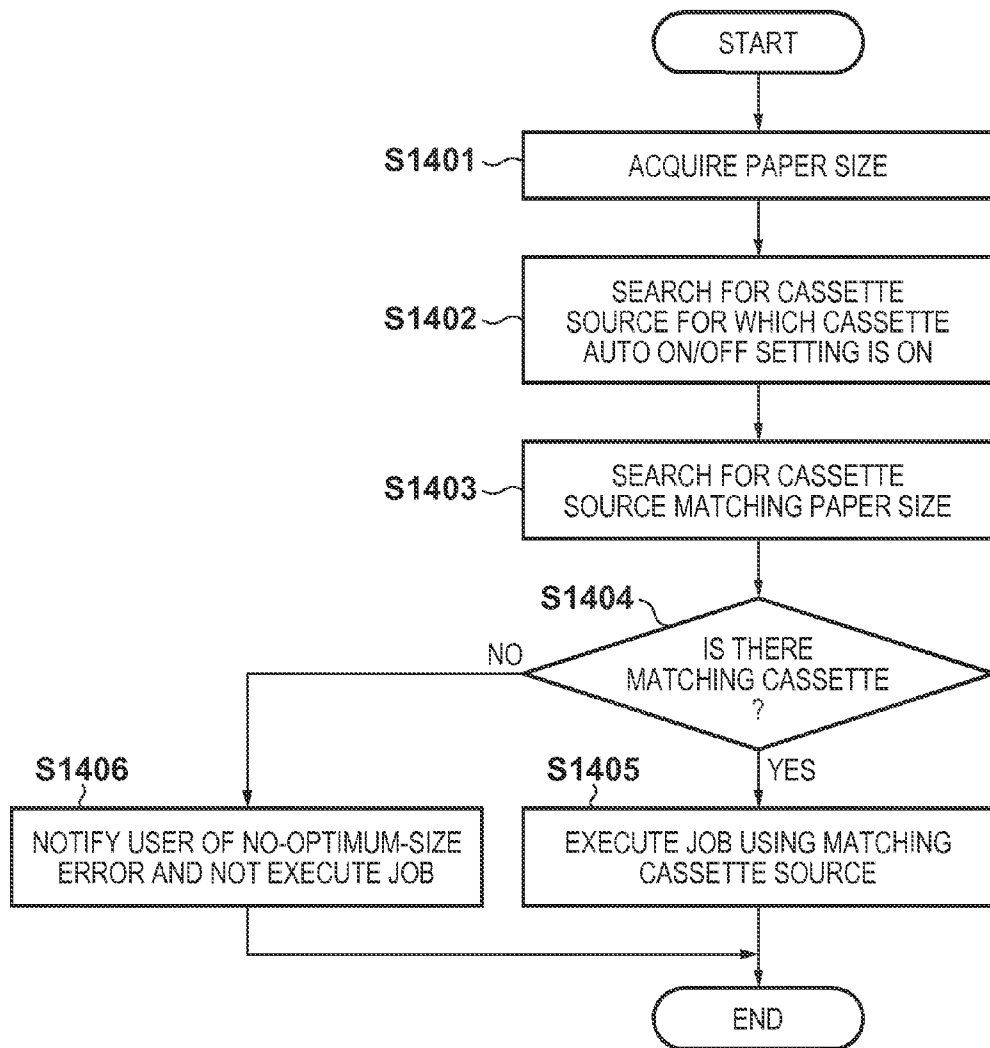 START
S1401
ACQUIRE PAPER SIZE
S1402
SEARCH FOR CASSETTE
SOURCE FOR WHICH CASSETTE
AUTO ON/OFF SETTING IS ON
S1403
SEARCH FOR CASSETTE
SOURCE MATCHING PAPER SIZE
S1404
IS THERE
MATCHING CASSETTE
?
NO
YES
S1406
NOTIFY USER OF NO-OPTIMUM-SIZE
ERROR AND NOT EXECUTE JOB
S1405
EXECUTE JOB USING MATCHING
CASSETTE SOURCE
END